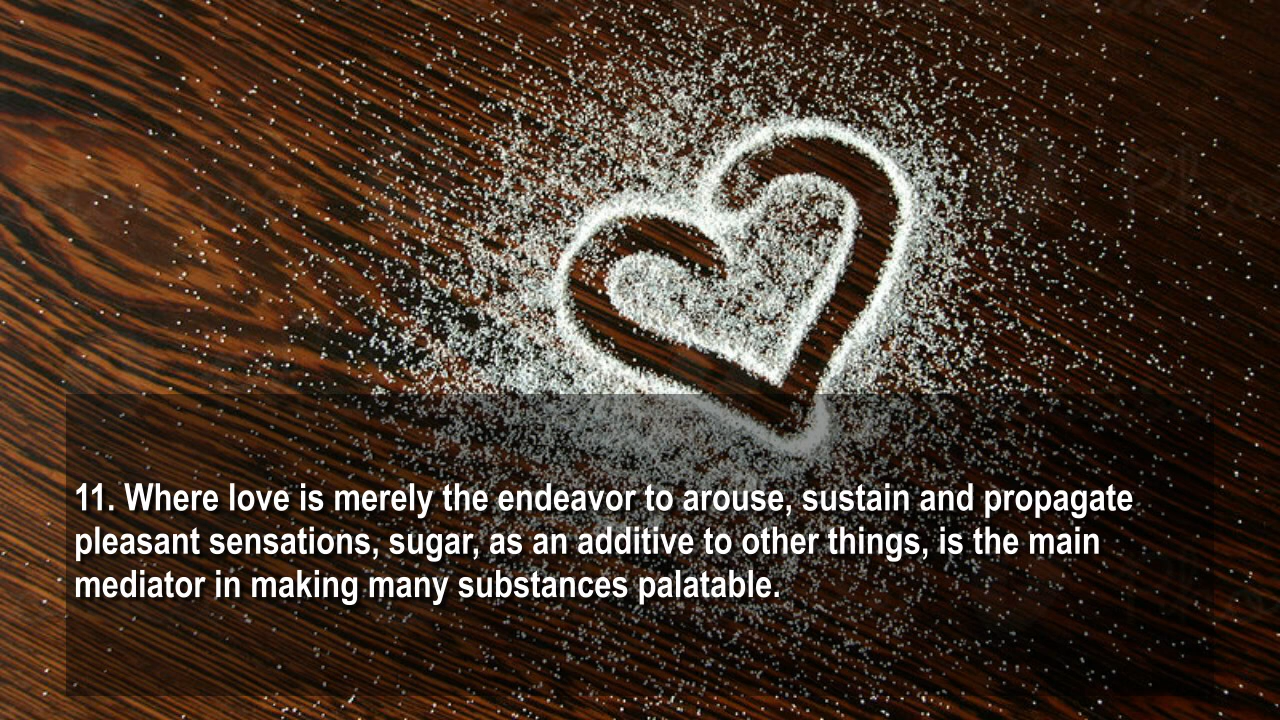 11. Where love is merely the endeavor to arouse, sustain and propagate
pleasant sensations, sugar, as an additive to other things, is the main
mediator in making many substances palatable.